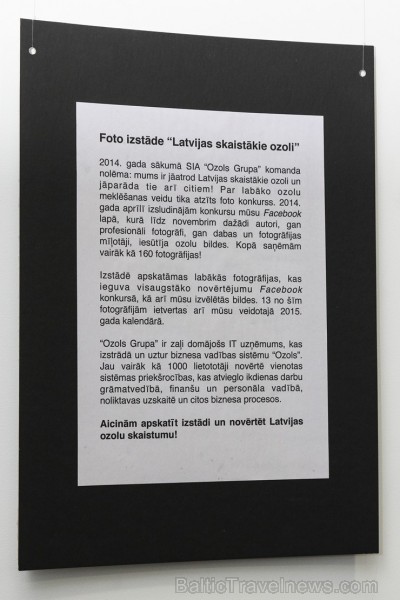 Foto izstāde “Latvijas skaistākie ozoli”
2014. gada sākumā SIA “Ozols Grupa” komanda
nolēma: mums ir jāatrod Latvijas skaistākie ozoli un
jāparāda tie arī citiem! Par labāko ozolu
meklēšanas veidu tika atzīts foto konkurss. 2014.
gada aprīlī izsludinājām konkursu mūsu Facebook
lapā, kurā līdz novembrim dažādi autori, gan
profesionāli fotogrāfi, gan dabas un fotogrāfijas
mīļotāji, iesūtīja ozolu bildes. Kopā saņēmām
vairāk kā 160 fotogrāfijas!
Izstādē apskatāmas labākās fotogrāfijas, kas
ieguva visaugstāko novērtējumu Facebook
konkursā, kā arī mūsu izvēlētās bildes. 13 no šīm
fotogrāfijām ietvertas arī mūsu veidotajā 2015.
gada kalendārā.
“Ozols Grupa” ir zaļi domājošs IT uzņēmums, kas
izstrādā un uztur biznesa vadības sistēmu “Ozols”.
Jau vairāk kā 1000 lietototāji novērtē vienotas
sistēmas priekšrocības, kas atvieglo ikdienas darbu
grāmatvedībā, finanšu un personāla vadībā,
noliktavas uzskaitē un citos biznesa procesos.
Aicinām apskatīt izstādi un novērtēt Latvijas
ozolu skaistumu!
BalticTravelnews.com